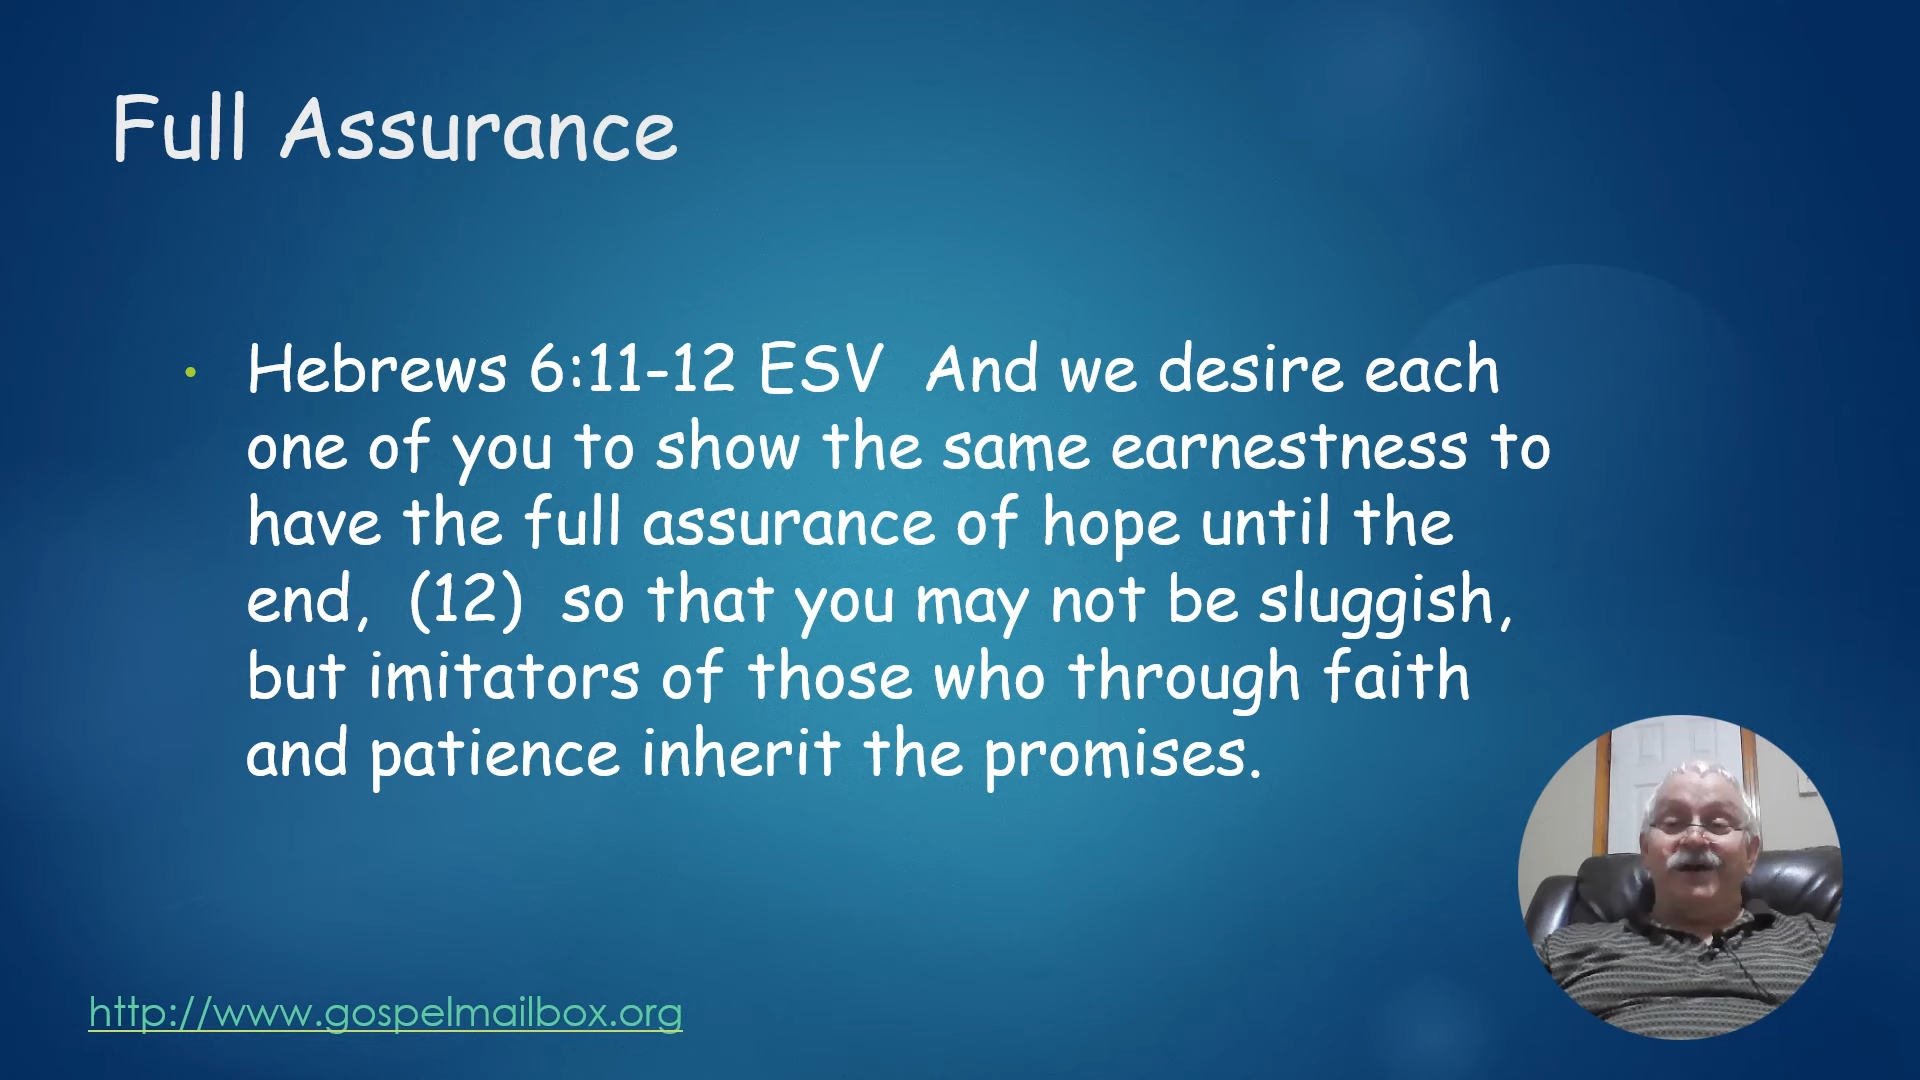 Full Assurance
• Hebrews 6:11-12 ESV  And we desire each
one of you to show the same earnestness to
have the full assurance of hope until the
end,  (12)  so that you may not be sluggish,
but imitators of those who through faith
and patience inherit the promises.
http://www.gospelmailbox.org